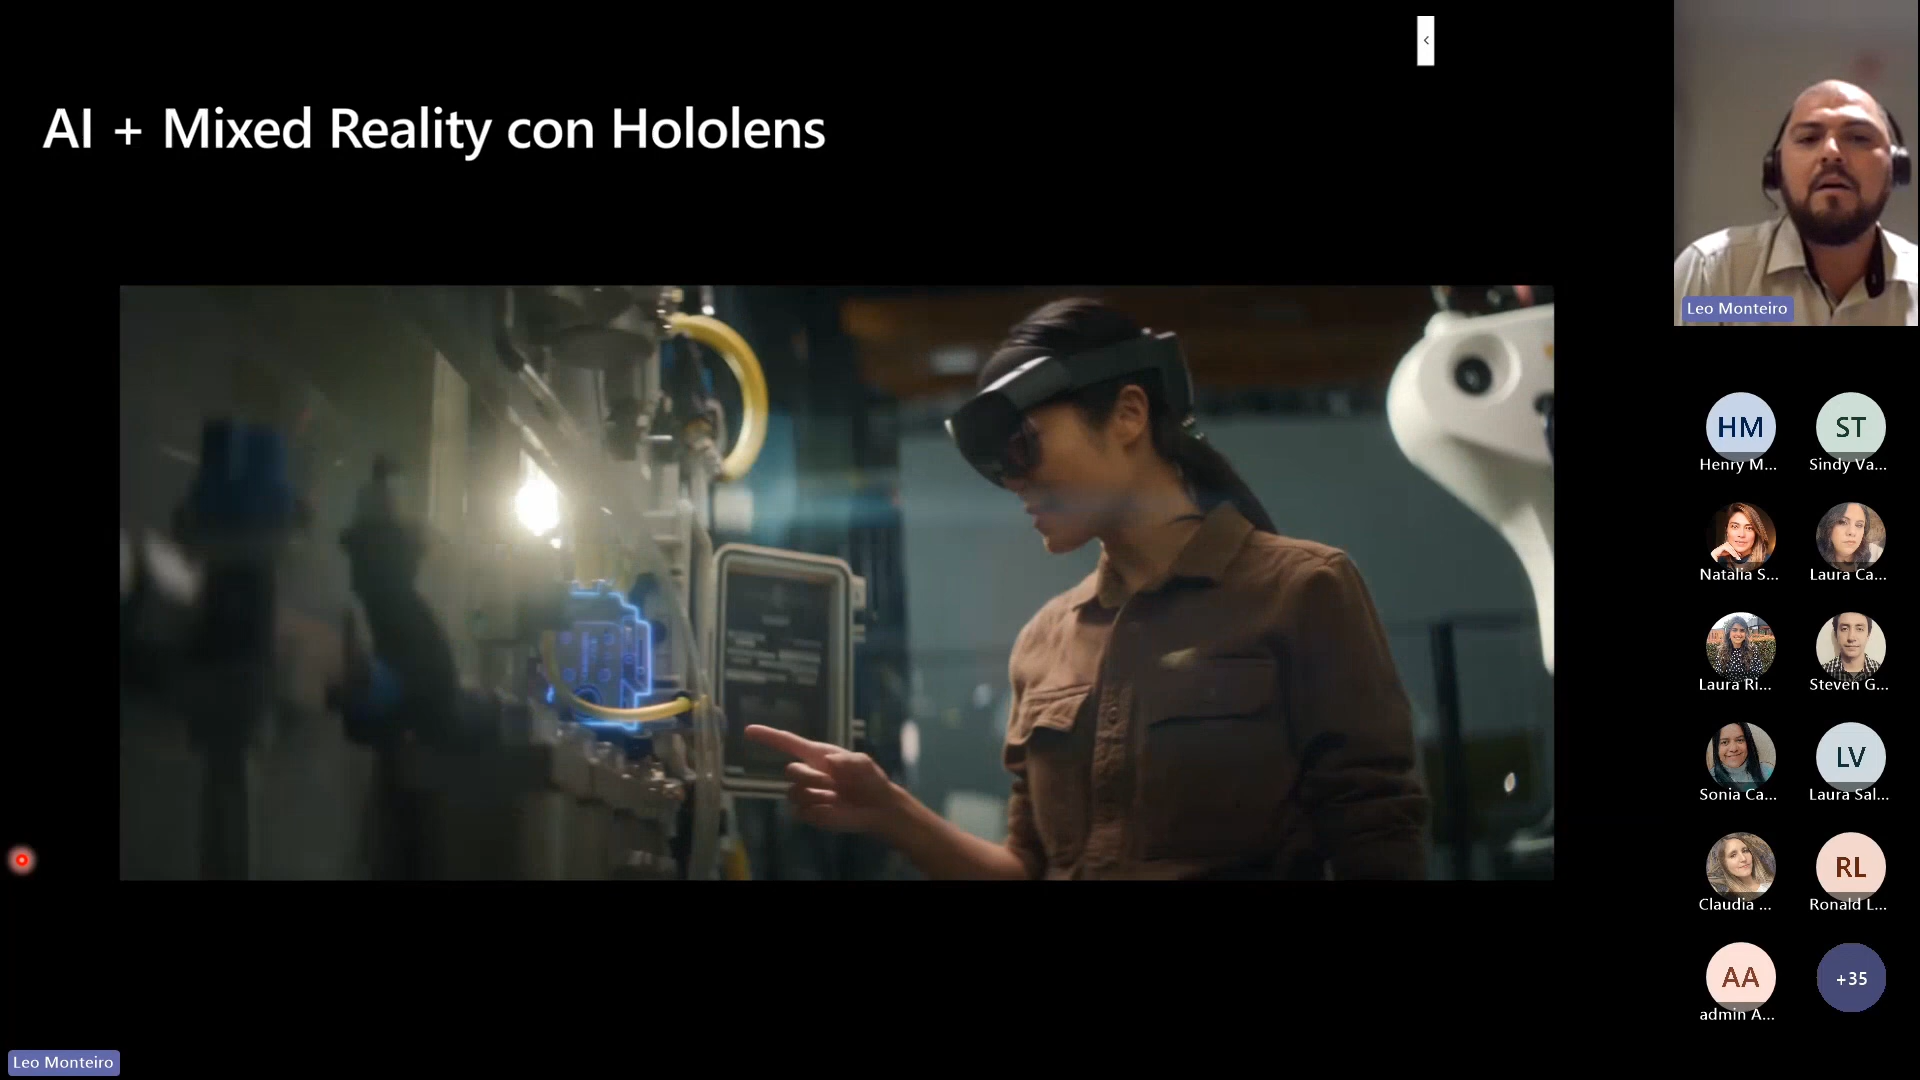 AI + Mixed Reality con Hololens
Leo Monteiro
HM
Henry M...
ST
Sindy Va...
Natalia S...
Laura Ca...
Laura Ri...
Steven G...
Sonia Ca...
LV
Laura Sal...
Claudia ...
RL
Ronald L...
AA
admin A...
+35
Leo Monteiro